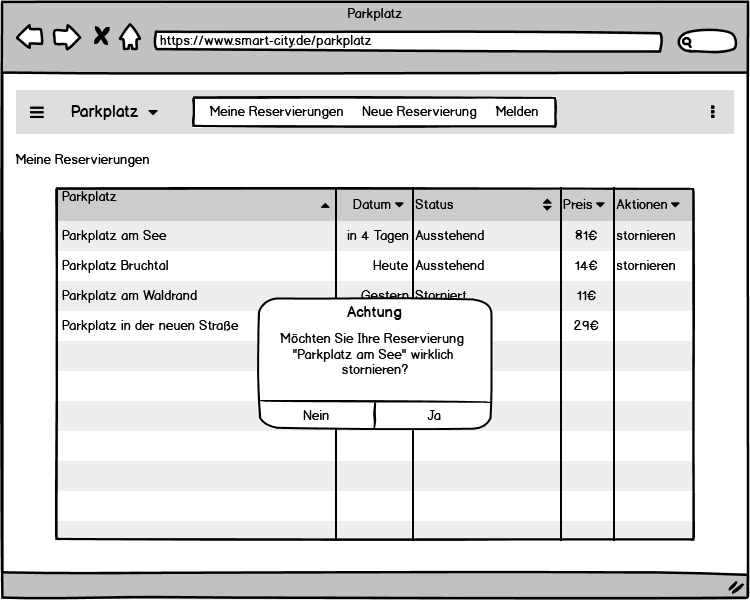 Parkplatz
https://www.smart-city.de/parkplatz
Parkplatz Meine Reservierungen Neue Reservierung Melden
Meine Reservierungen
Parkplatz Datum Status Preis Aktionen
Parkplatz am See in 4 Tagen Ausstehend 81€ stornieren
Parkplatz Bruchtal Heute Ausstehend 14€ stornieren
Parkplatz am Waldrand Gestern Storniert 11€
Parkplatz in der neuen Straße 29€
Achtung
Möchten Sie Ihre Reservierung
"Parkplatz am See" wirklich
stornieren?
Nein Ja